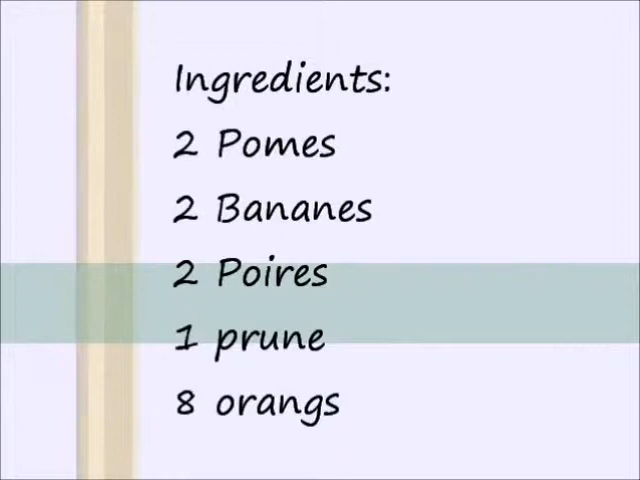 Ingredients:
2 Pomes
2 Bananes
2 Poires
1 prune
8 orangs